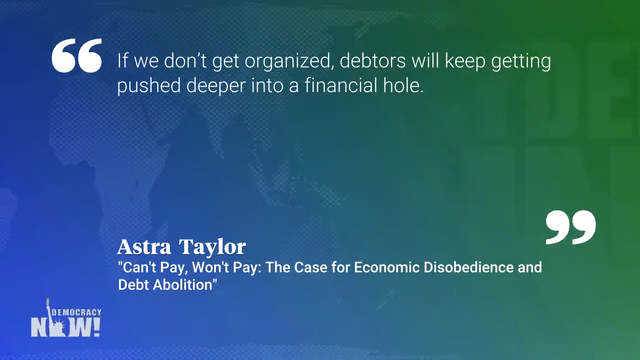 “
If we don’t get organized, debtors will keep getting
pushed deeper into a financial hole.
”
Astra Taylor
"Can't Pay, Won't Pay: The Case for Economic Disobedience and
Debt Abolition"
DEMOCRACY
NOW!